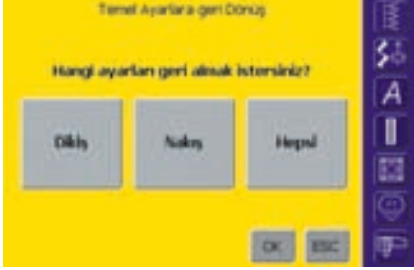 Temel Ayarlara geri Dönüş
Hangi ayarları geri almak istersiniz?
Dikiş Nakış Hepsi
OK ESC
A